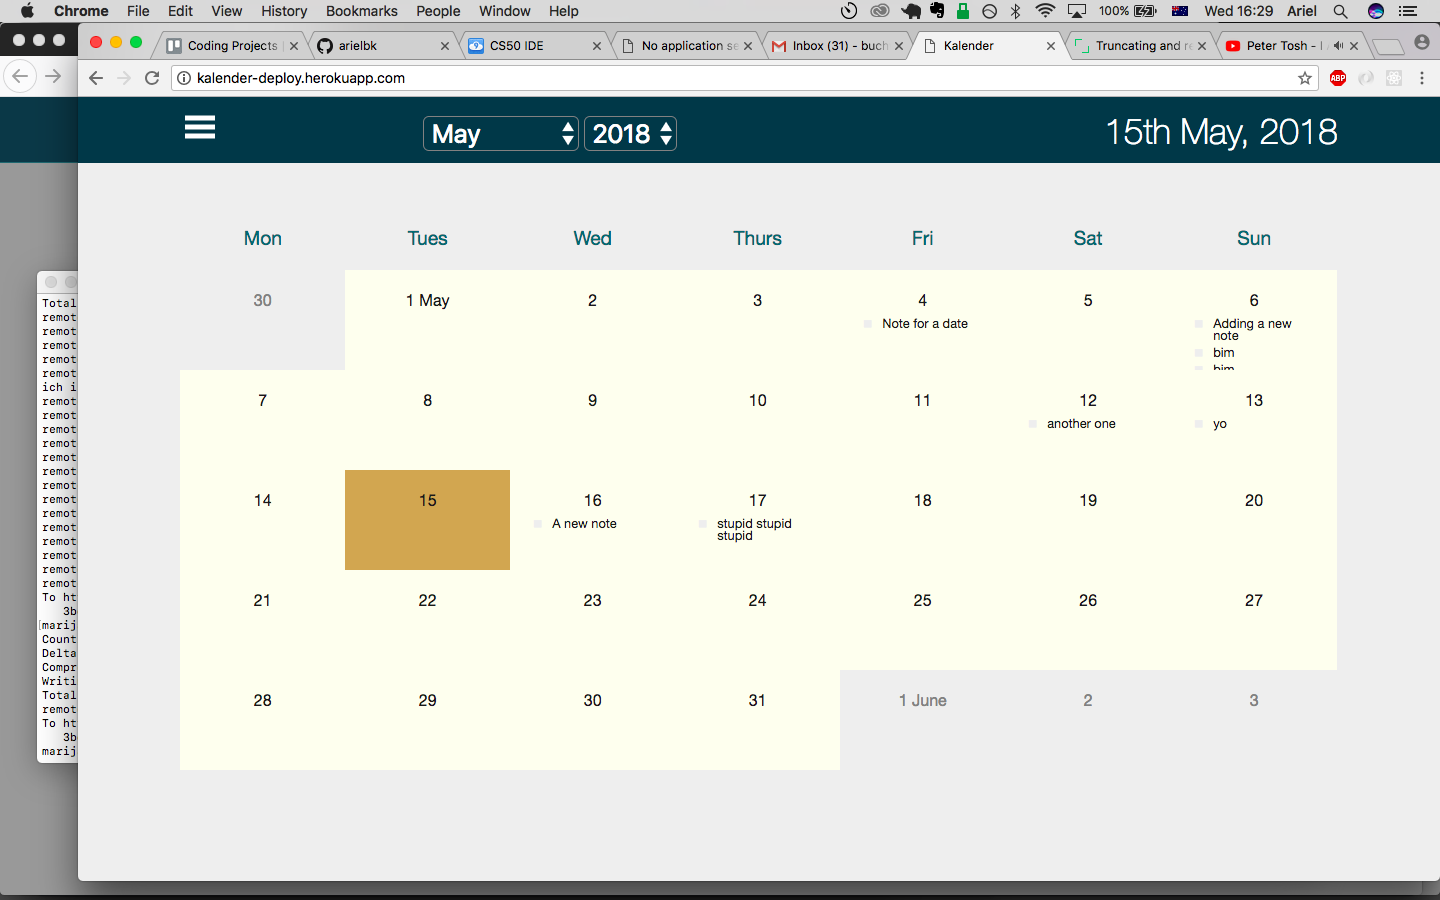 Chrome File Edit View History Bookmarks People Window Help 100% Wed 16:29 Ariel
Coding Projects arielbk CS50 IDE No application se Inbox (31) - buch Kalender Truncating and re Peter Tosh - I
kalender-deploy.herokuapp.com ABP
May 2018 15th May, 2018
Mon Tues Wed Thurs Fri Sat Sun
30 1 May 2 3 4 5 6
Note for a date Adding a new
note
bim
bim
7 8 9 10 11 12 13
another one yo
14 15 16 17 18 19 20
A new note stupid stupid
stupid
21 22 23 24 25 26 27
28 29 30 31 1 June 2 3
Total
remot
remot
remot
remot
remot
ich i
remot
remot
remot
remot
remot
remot
remot
remot
remot
remot
remot
remot
remot
remot
To ht
3b
marij
Count
Delta
Compr
Writi
Total
remot
To ht
3b
marij